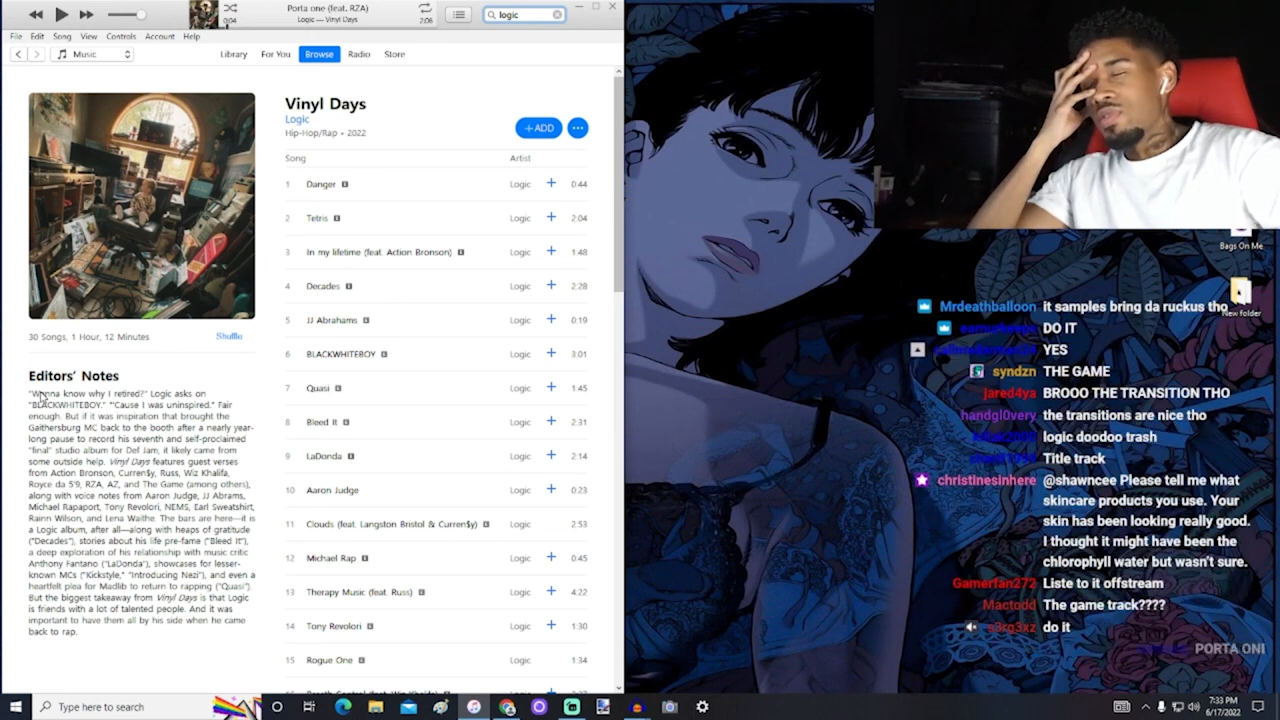 Porta one (feat. RZA)
Logic — Vinyl Days
0:04
2:06
logic
File Edit Song View Controls Account Help
Music
Library For You Browse Radio Store
Vinyl Days
Logic
Hip-Hop/Rap • 2022
+ ADD
Song Artist
1 Danger E Logic + 0:44
2 Tetris E Logic + 2:04
3 In my lifetime (feat. Action Bronson) E Logic + 1:48
4 Decades E Logic + 2:28
5 JJ Abrahams E Logic + 0:19
6 BLACKWHITEBOY E Logic + 3:01
7 Quasi E Logic + 1:45
8 Bleed It E Logic + 2:31
9 LaDonda E Logic + 2:14
10 Aaron Judge Logic + 0:23
11 Clouds (feat. Langston Bristol & Curren$y) E Logic + 2:53
12 Michael Rap E Logic + 0:45
13 Therapy Music (feat. Russ) E Logic + 4:22
14 Tony Revolori E Logic + 1:30
15 Rogue One E Logic + 1:34
30 Songs, 1 Hour, 12 Minutes Shuffle
Editors' Notes
"Wanna know why I retired?" Logic asks on
"BLACKWHITEBOY." "'Cause I was uninspired." Fair
enough. But if it was inspiration that brought the
Gaithersburg MC back to the booth after a nearly year-
long pause to record his seventh and self-proclaimed
"final" studio album for Def Jam, it likely came from
some outside help. Vinyl Days features guest verses
from Action Bronson, Curren$y, Russ, Wiz Khalifa,
Royce da 5'9, RZA, AZ, and The Game (among others),
along with voice notes from Aaron Judge, JJ Abrams,
Michael Rapaport, Tony Revolori, NEMS, Earl Sweatshirt,
Rainn Wilson, and Lena Waithe. The bars are here—it is
a Logic album, after all—along with heaps of gratitude
("Decades"), stories about his life pre-fame ("Bleed It"),
a deep exploration of his relationship with music critic
Anthony Fantano ("LaDonda"), showcases for lesser-
known MCs ("Kickstyle," "Introducing Nezi"), and even a
heartfelt plea for Madlib to return to rapping ("Quasi").
But the biggest takeaway from Vinyl Days is that Logic
is friends with a lot of talented people. And it was
important to have them all by his side when he came
back to rap.
Bags On Me
New folder
Mrdeathballoon it samples bring da ruckus tho
DO IT
YES
syndzn THE GAME
jared4ya BROOO THE TRANSITION THO
handgl0very the transitions are nice tho
logic doodoo trash
Title track
christinesinhere @shawncee Please tell me what
skincare products you use. Your
skin has been looking really good.
I thought it might have been the
chlorophyll water but wasn't sure.
Gamerfan272 Liste to it offstream
Mactodd The game track????
s3rg3xz do it
PORTA ONI
Type here to search
7:33 PM
6/17/2022